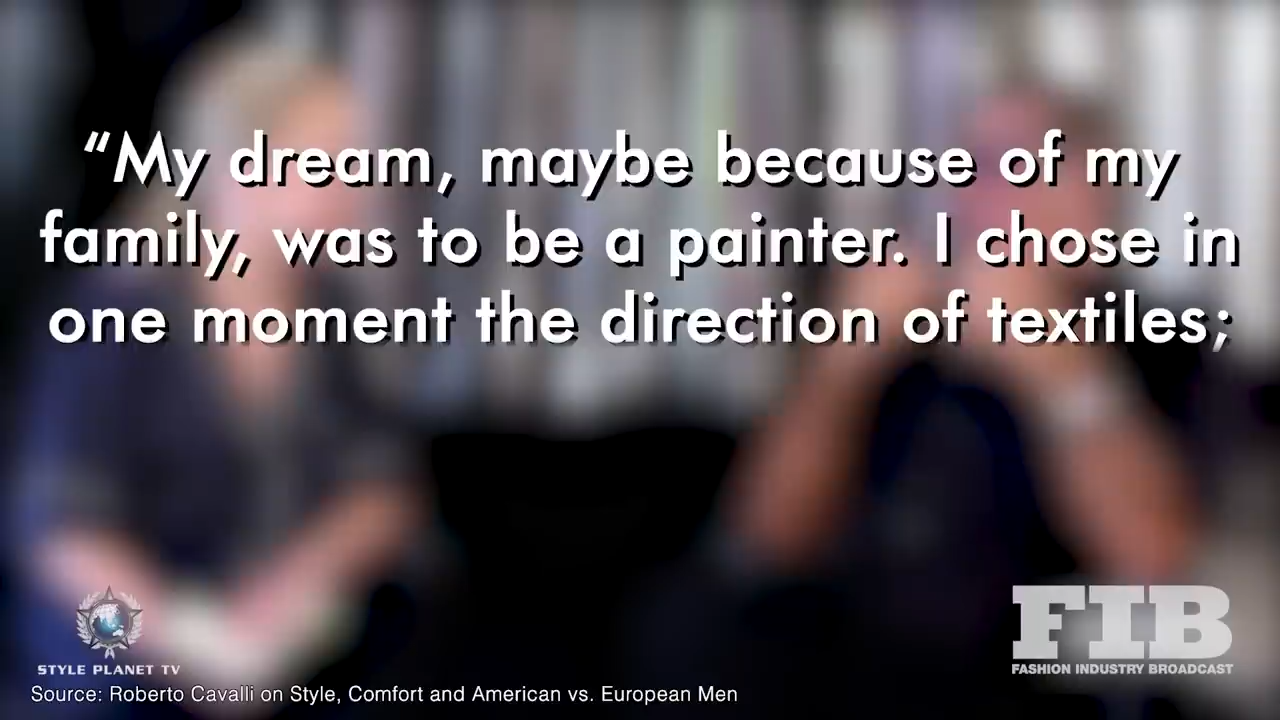 “My dream, maybe because of my
family, was to be a painter. I chose in
one moment the direction of textiles;
STYLE PLANET TV
FIB
FASHION INDUSTRY BROADCAST
Source: Roberto Cavalli on Style, Comfort and American vs. European Men